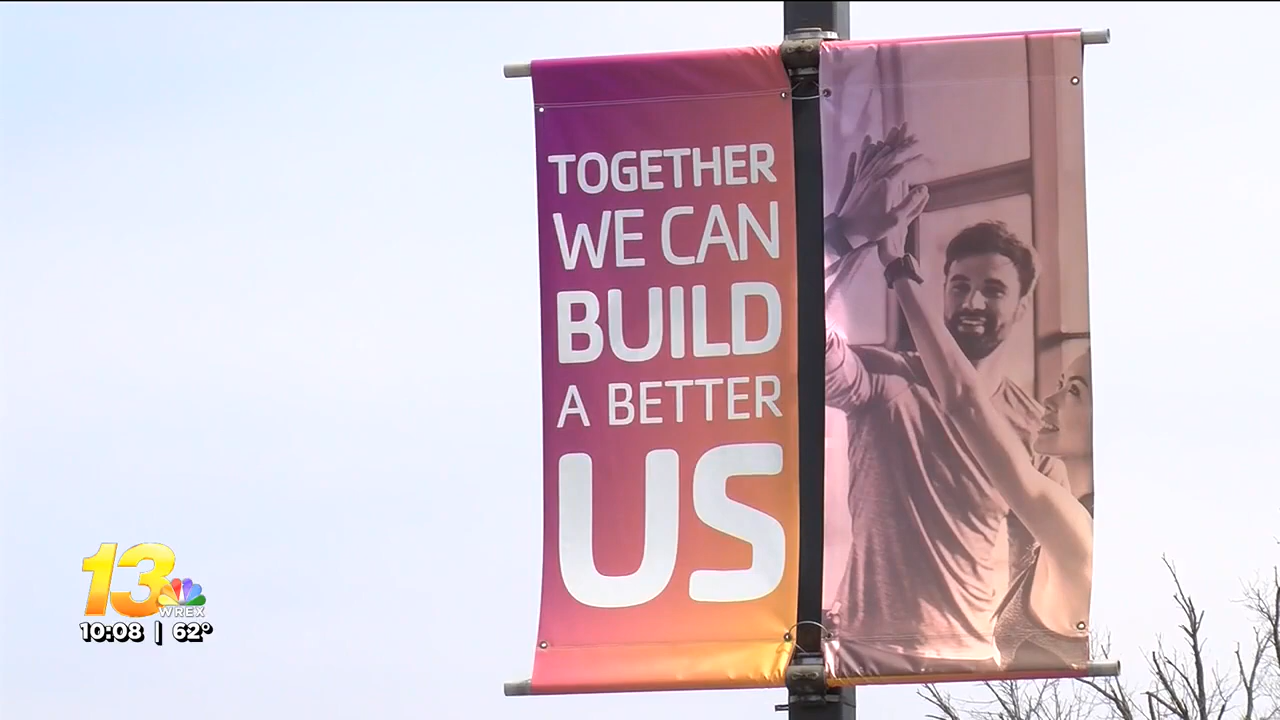 TOGETHER
WE CAN
BUILD
A BETTER
US
13
WREX
10:08 | 62°